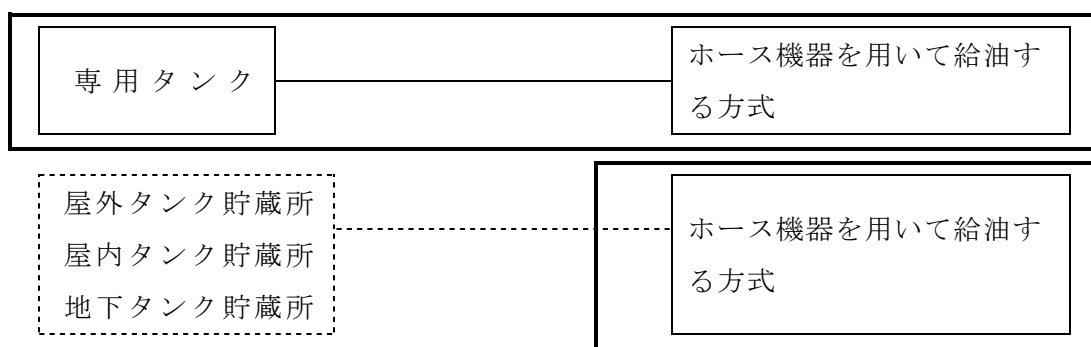 専用タンク
ホース機器を用いて給油す
る方式
屋外タンク貯蔵所
屋内タンク貯蔵所
地下タンク貯蔵所
ホース機器を用いて給油す
る方式